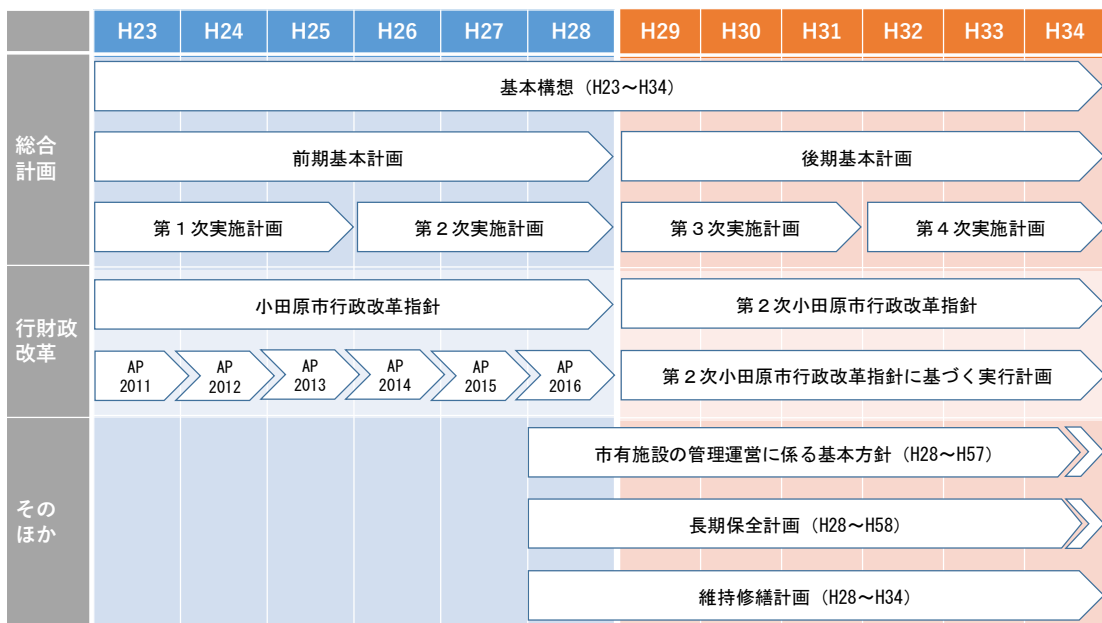 H23 H24 H25 H26 H27 H28 H29 H30 H31 H32 H33 H34
総合
計画
基本構想（H23～H34）
前期基本計画 後期基本計画
第１次実施計画 第２次実施計画 第３次実施計画 第４次実施計画
行財政
改革
小田原市行政改革指針 第２次小田原市行政改革指針
AP
2011
AP
2012
AP
2013
AP
2014
AP
2015
AP
2016
第２次小田原市行政改革指針に基づく実行計画
その
ほか
市有施設の管理運営に係る基本方針（H28～H57）
長期保全計画（H28～H58）
維持修繕計画（H28～H34）